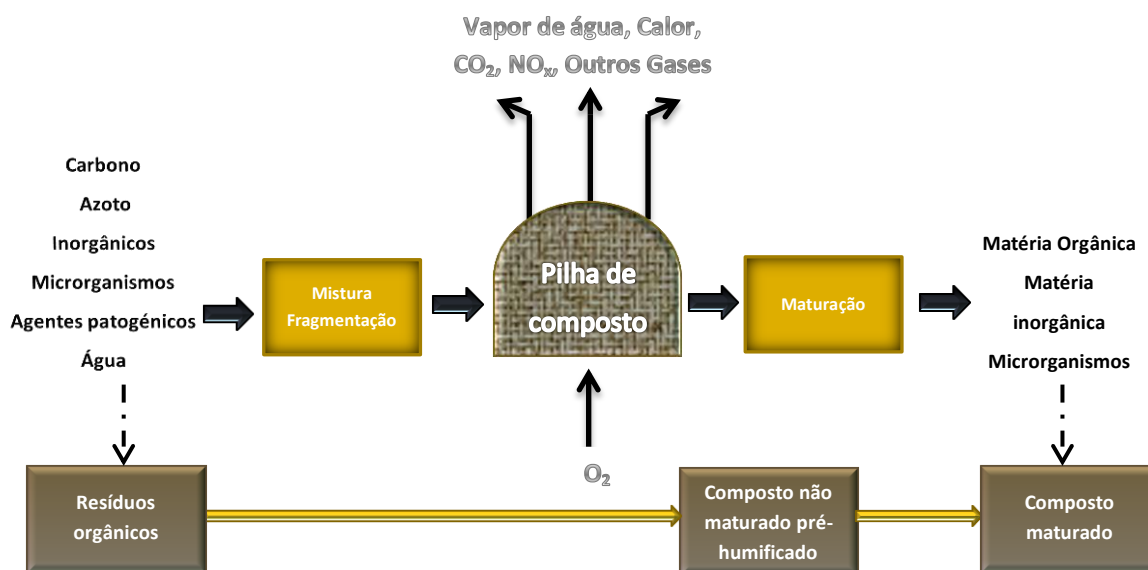 Vapor de água, Calor,
CO₂, NOₓ, Outros Gases
Carbono
Azoto
Inorgânicos
Microrganismos
Agentes patogénicos
Água
Mistura
Fragmentação
Pilha de
composto
Maturação
Matéria Orgânica
Matéria
inorgânica
Microrganismos
O₂
Resíduos
orgânicos
Composto não
maturado pré-
humificado
Composto
maturado